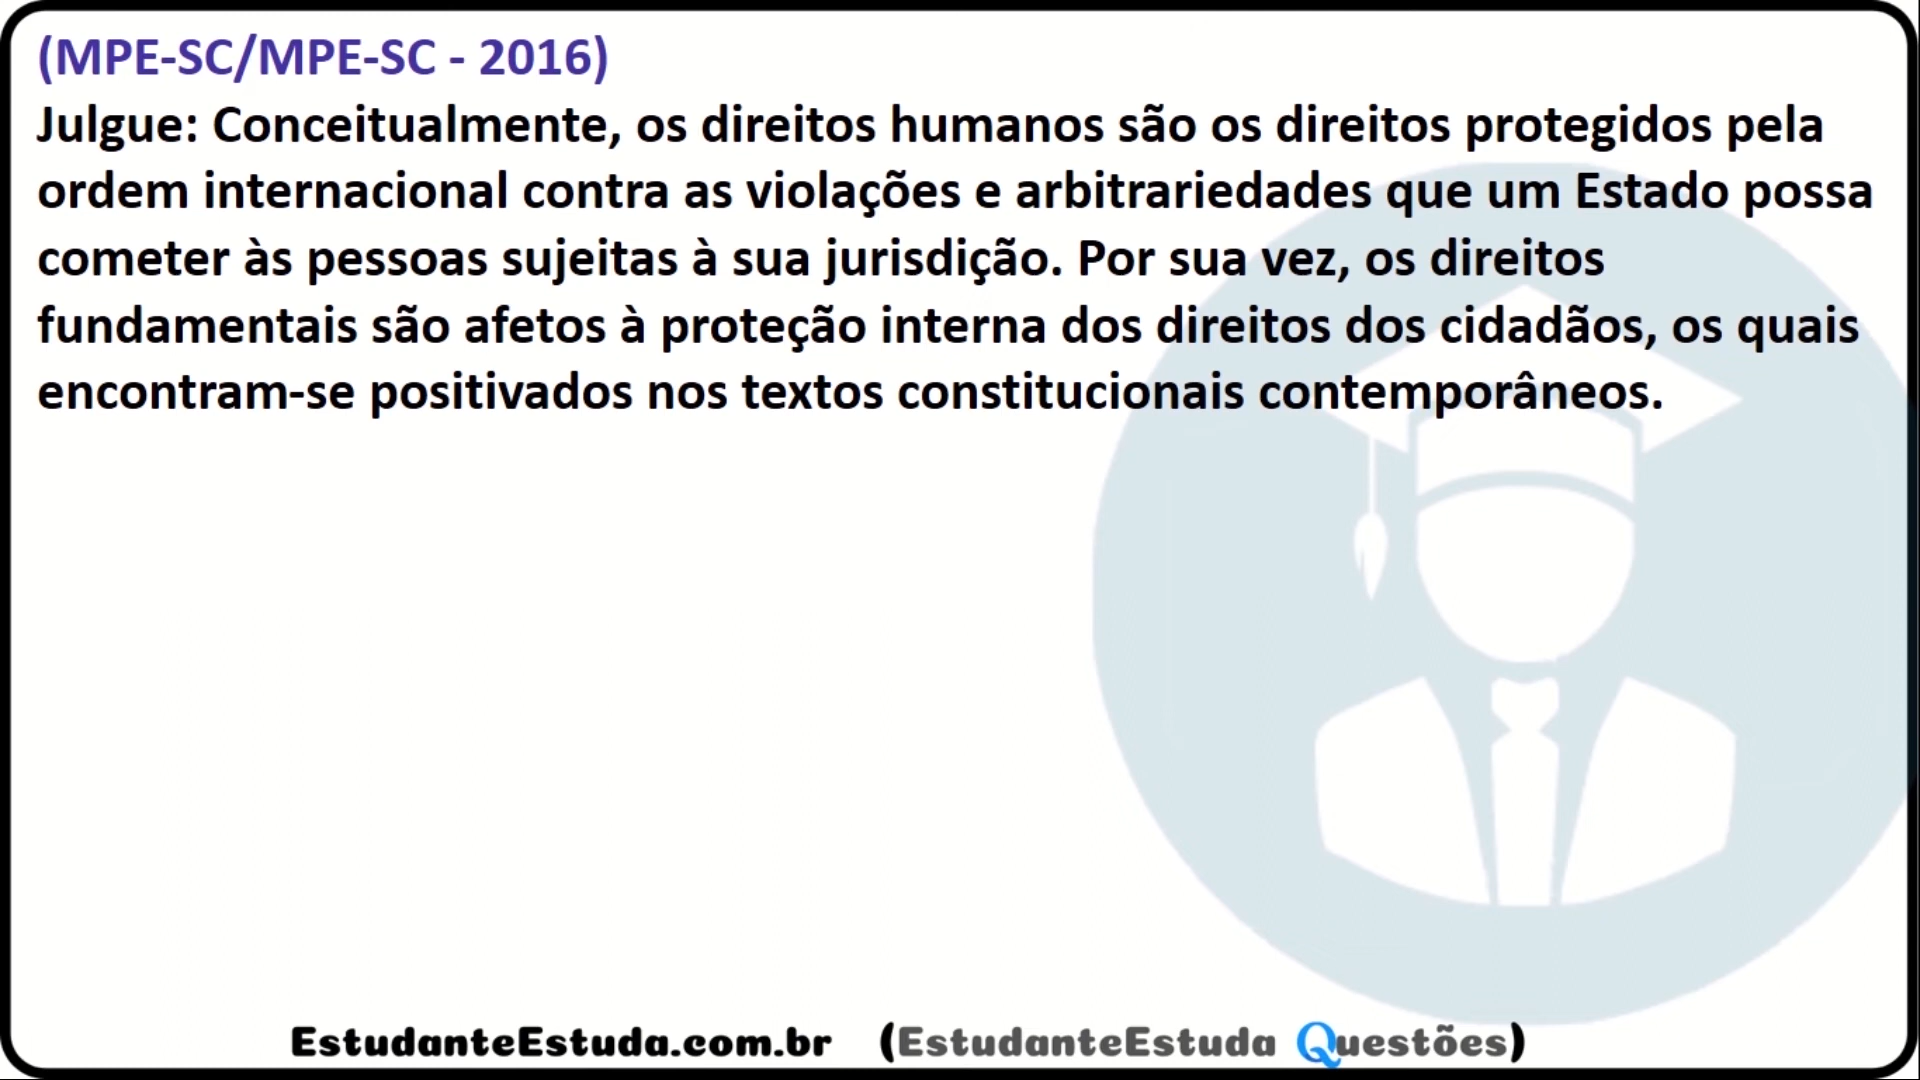 (MPE-SC/MPE-SC - 2016)
Julgue: Conceitualmente, os direitos humanos são os direitos protegidos pela
ordem internacional contra as violações e arbitrariedades que um Estado possa
cometer às pessoas sujeitas à sua jurisdição. Por sua vez, os direitos
fundamentais são afetos à proteção interna dos direitos dos cidadãos, os quais
encontram-se positivados nos textos constitucionais contemporâneos.
EstudanteEstuda.com.br (EstudanteEstuda Questões)